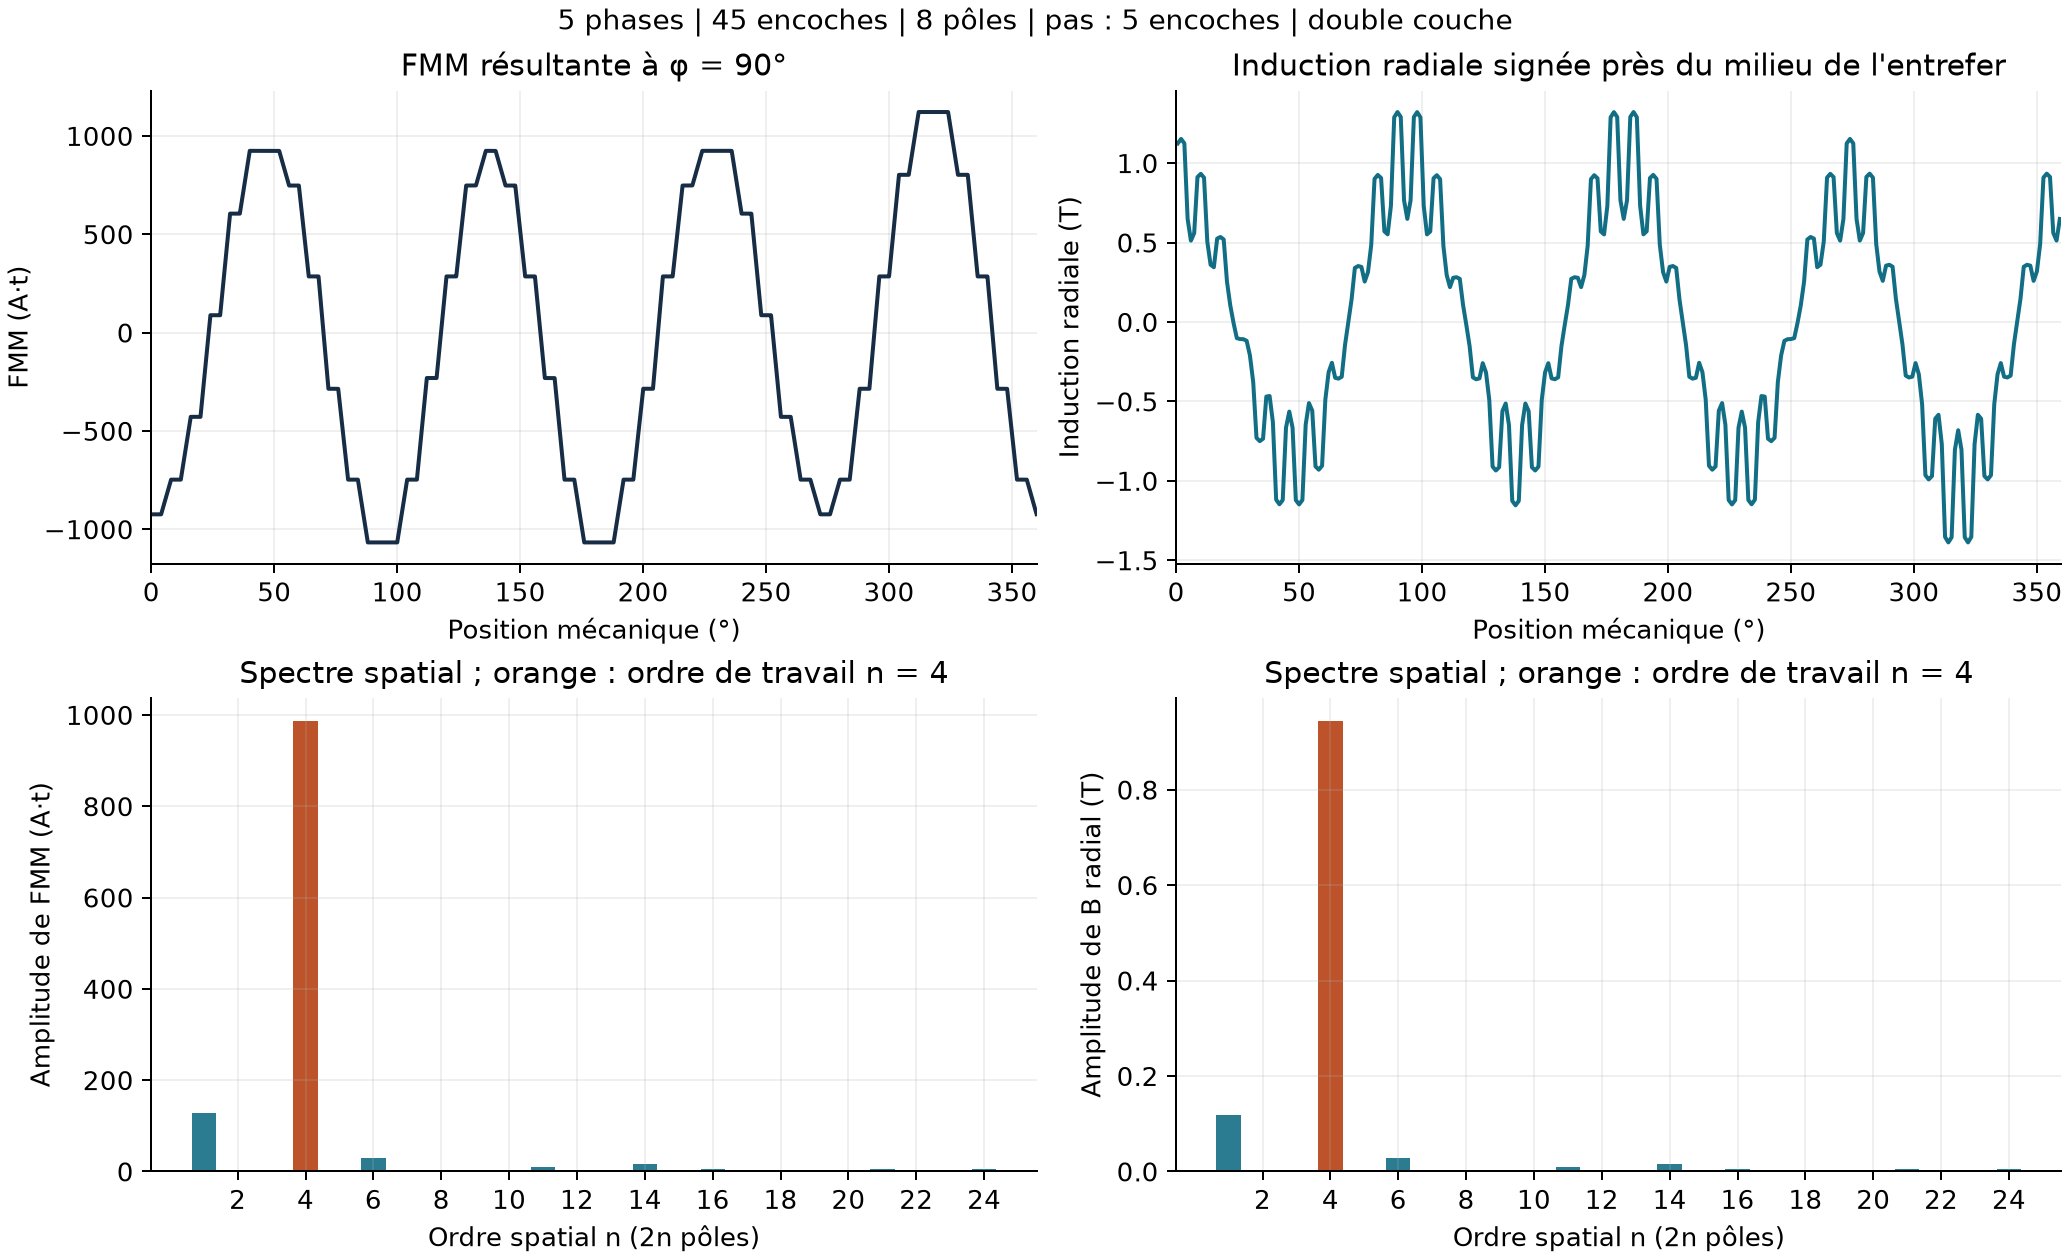 5 phases | 45 encoches | 8 pôles | pas : 5 encoches | double couche
FMM résultante à φ = 90°
1000
500
0
−500
−1000
FMM (A·t)
0 50 100 150 200 250 300 350
Position mécanique (°)
Induction radiale signée près du milieu de l'entrefer
1.0
0.5
0.0
−0.5
−1.0
−1.5
Induction radiale (T)
0 50 100 150 200 250 300 350
Position mécanique (°)
Spectre spatial ; orange : ordre de travail n = 4
1000
800
600
400
200
0
Amplitude de FMM (A·t)
2 4 6 8 10 12 14 16 18 20 22 24
Ordre spatial n (2n pôles)
Spectre spatial ; orange : ordre de travail n = 4
0.8
0.6
0.4
0.2
0.0
Amplitude de B radial (T)
2 4 6 8 10 12 14 16 18 20 22 24
Ordre spatial n (2n pôles)